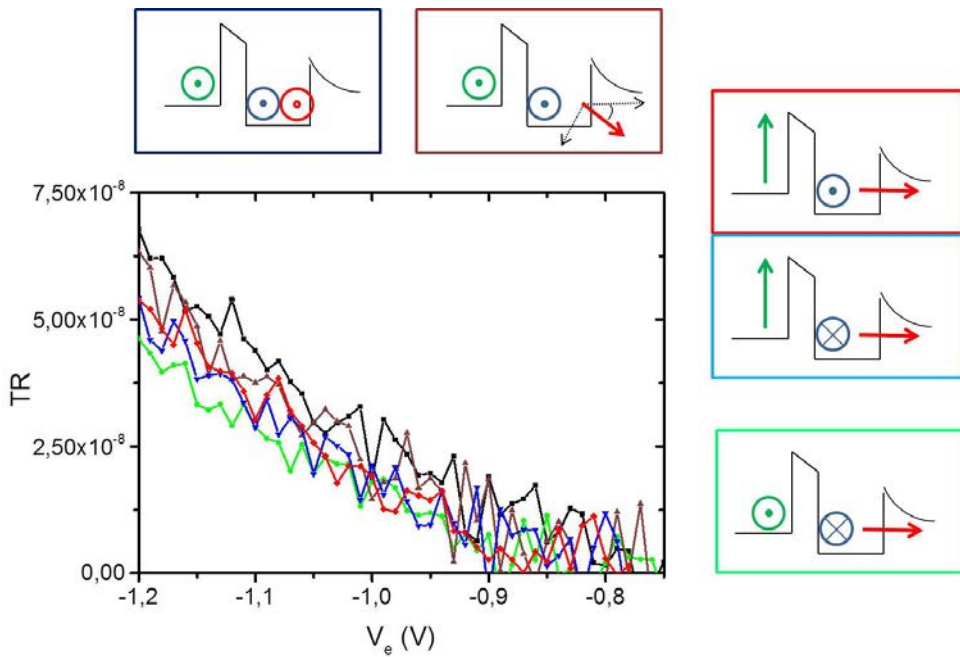 7,50x10⁻⁸
5,00x10⁻⁸
2,50x10⁻⁸
0,00
TR
-1,2
-1,1
-1,0
-0,9
-0,8
Vₑ (V)